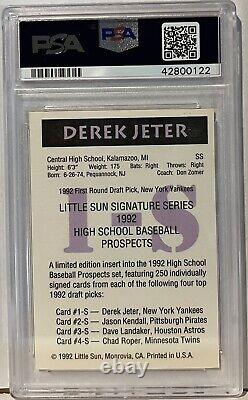 PSA
PSA
42800122
DEREK JETER
Central High School, Kalamazoo, MI SS
Height: 6'3" Weight: 175 Bats: Right Throws: Right
Born: 6-26-74, Pequannock, NJ Coach: Don Zomer
1992 First Round Draft Pick, New York Yankees
1-S
LITTLE SUN SIGNATURE SERIES
1992
HIGH SCHOOL BASEBALL
PROSPECTS
A limited edition insert into the 1992 High School
Baseball Prospects set, featuring 250 individually
signed cards from each of the following four top
1992 draft picks:
Card #1-S — Derek Jeter, New York Yankees
Card #2-S — Jason Kendall, Pittsburgh Pirates
Card #3-S — Dave Landaker, Houston Astros
Card #4-S — Chad Roper, Minnesota Twins
© 1992 Little Sun, Monrovia, CA. Printed in U.S.A.